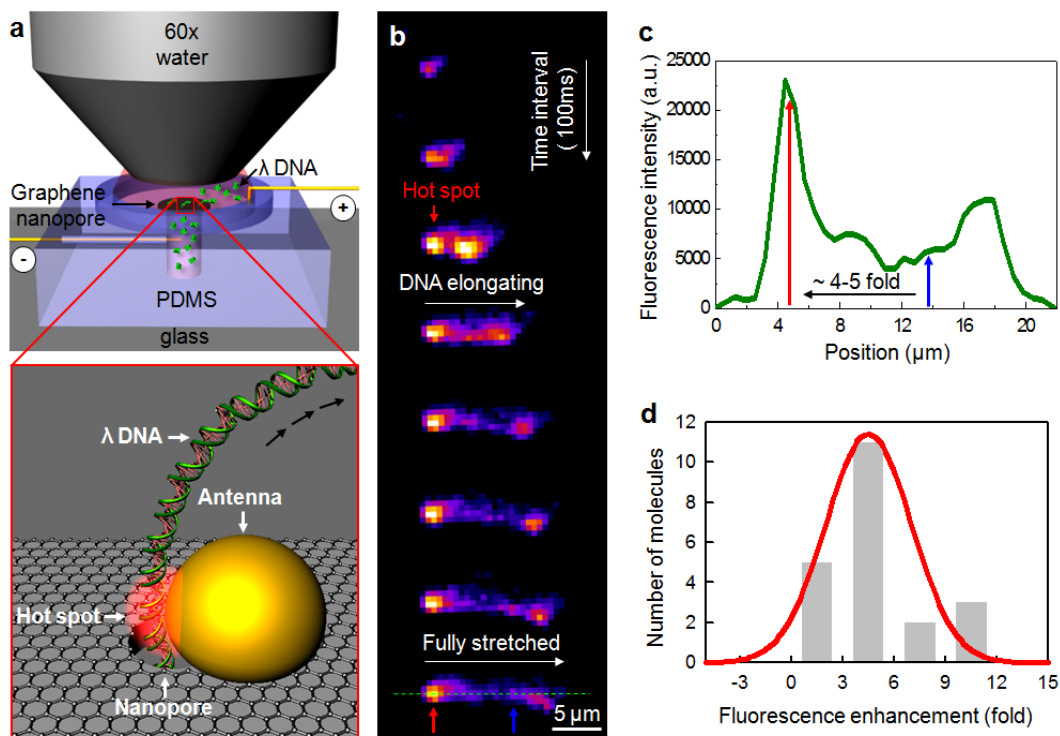 a
60x
water
λ DNA
Graphene
nanopore
+
-
PDMS
glass
λ DNA
Antenna
Hot spot
Nanopore
b
Time interval
( 100ms)
Hot spot
DNA elongating
Fully stretched
5 µm
c
Fluorescence intensity (a.u.)
25000
20000
15000
10000
5000
0
~ 4-5 fold
0 4 8 12 16 20
Position (µm)
d
Number of molecules
12
10
8
6
4
2
0
-3 0 3 6 9 12 15
Fluorescence enhancement (fold)